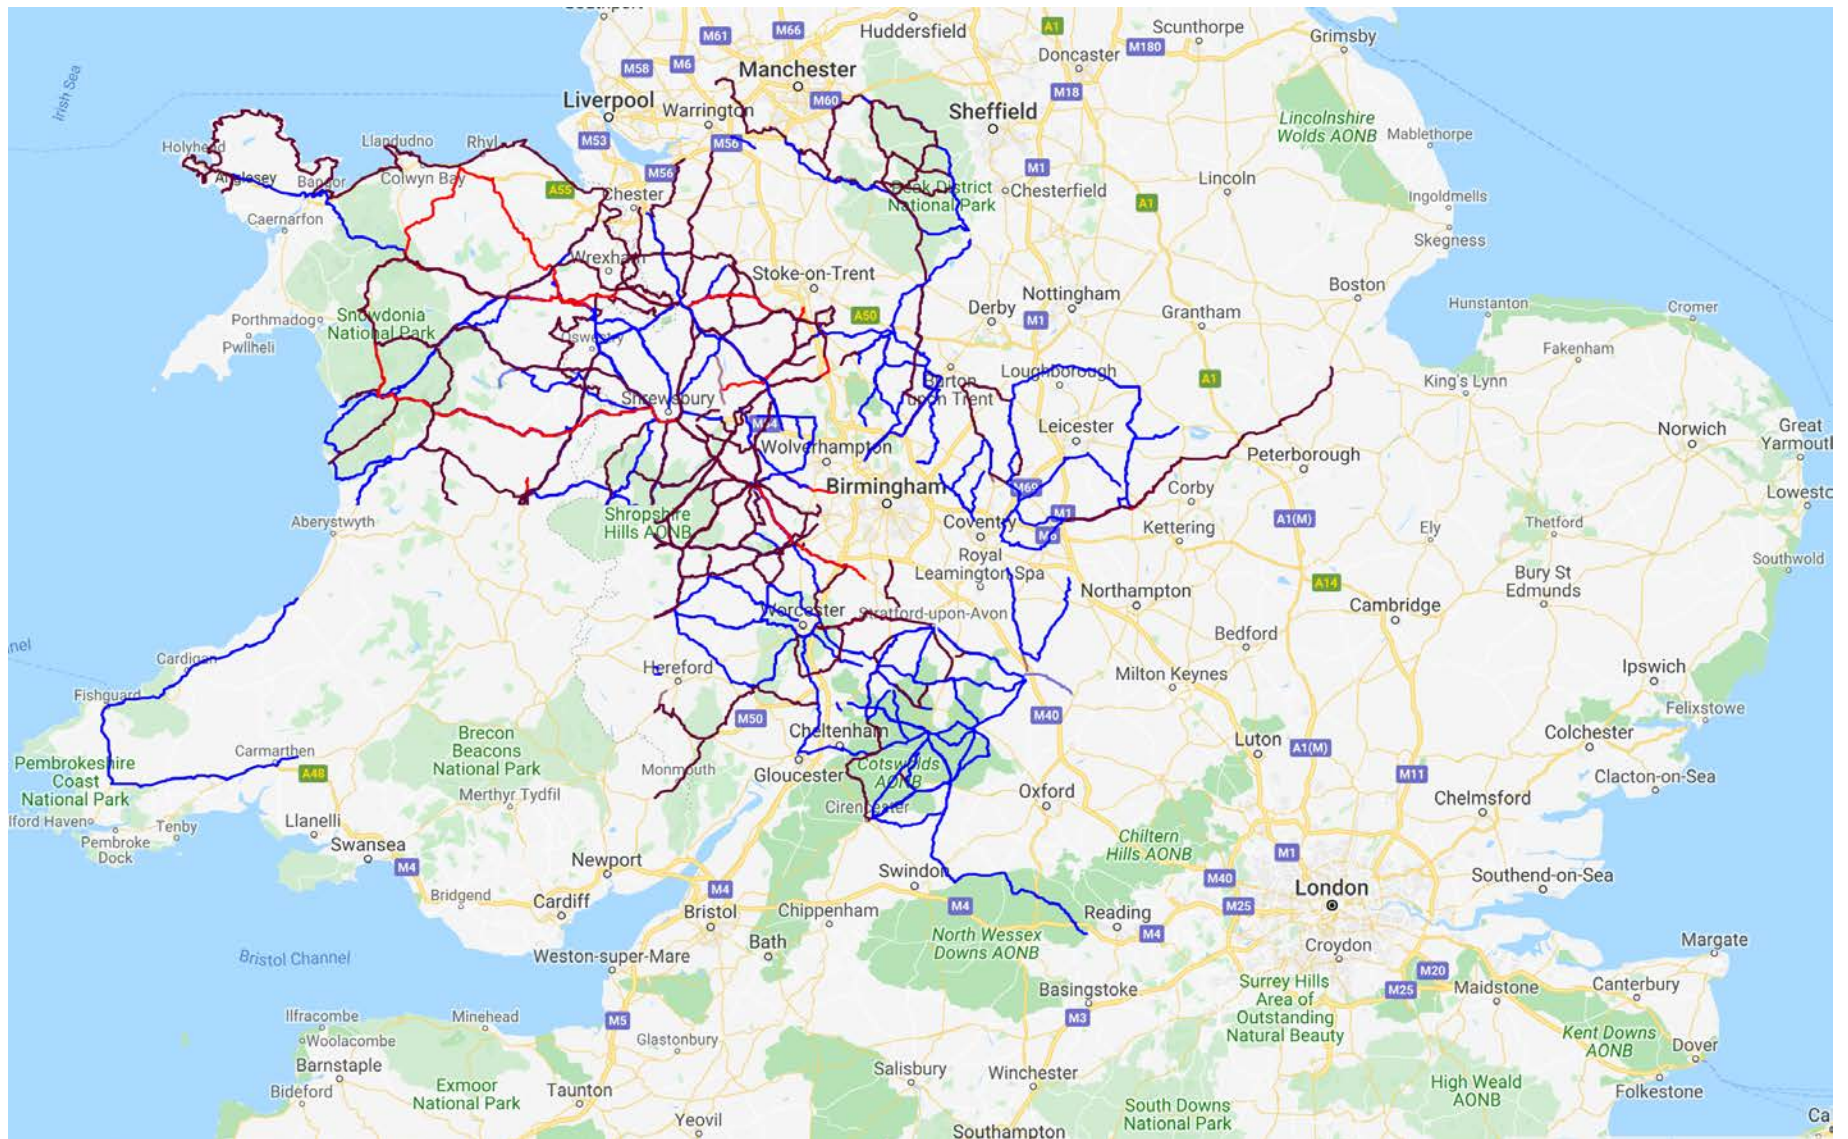 M61
M66
Huddersfield
A1
Scunthorpe
Grimsby
Doncaster
M180
M58
M6
Manchester
M18
Irish Sea
Liverpool
M60
Warrington
Sheffield
Lincolnshire
Wolds AONB
Mablethorpe
Holyhead
Llandudno
Rhyl
M53
M56
Anglesey
Bangor
Colwyn Bay
A55
M56
Chester
M1
Peak District
National Park
Chesterfield
Lincoln
Ingoldmells
A1
Caernarfon
Skegness
Wrexham
Stoke-on-Trent
Boston
Nottingham
Derby
M1
Grantham
Hunstanton
Cromer
Porthmadog
Snowdonia
National Park
A50
Pwllheli
Oswestry
Fakenham
Loughborough
A1
King's Lynn
Burton
upon Trent
Shrewsbury
Leicester
Norwich
Great
Yarmouth
Wolverhampton
Peterborough
Birmingham
M69
Corby
Lowesto
Shropshire
Hills AONB
Aberystwyth
Coventry
M1
M6
Kettering
A1(M)
Ely
Thetford
Southwold
Royal
Leamington Spa
Northampton
A14
Bury St
Edmunds
Cambridge
Worcester
Stratford-upon-Avon
Bedford
nel
Cardigan
Hereford
Milton Keynes
Ipswich
Fishguard
M50
M40
Felixstowe
Brecon
Beacons
National Park
Cheltenham
Luton
A1(M)
Colchester
Carmarthen
Pembrokeshire
Coast
National Park
A48
Monmouth
Gloucester
Cotswolds
AONB
M11
Clacton-on-Sea
Merthyr Tydfil
Cirencester
Oxford
Chelmsford
lford Haven
Tenby
Pembroke
Dock
Llanelli
Swansea
M4
Newport
Chiltern
Hills AONB
M1
Swindon
M40
London
Southend-on-Sea
Bridgend
Cardiff
M4
Bristol
Chippenham
M4
Reading
M25
M4
Bath
North Wessex
Downs AONB
Croydon
Margate
Bristol Channel
Weston-super-Mare
M20
Basingstoke
Surrey Hills
Area of
Outstanding
Natural Beauty
M25
Maidstone
Canterbury
Ilfracombe
Minehead
M5
M3
Woolacombe
Glastonbury
Kent Downs
AONB
Dover
Barnstaple
Bideford
Exmoor
National Park
Taunton
Salisbury
Winchester
High Weald
AONB
Folkestone
Yeovil
South Downs
National Park
Southampton
Ca